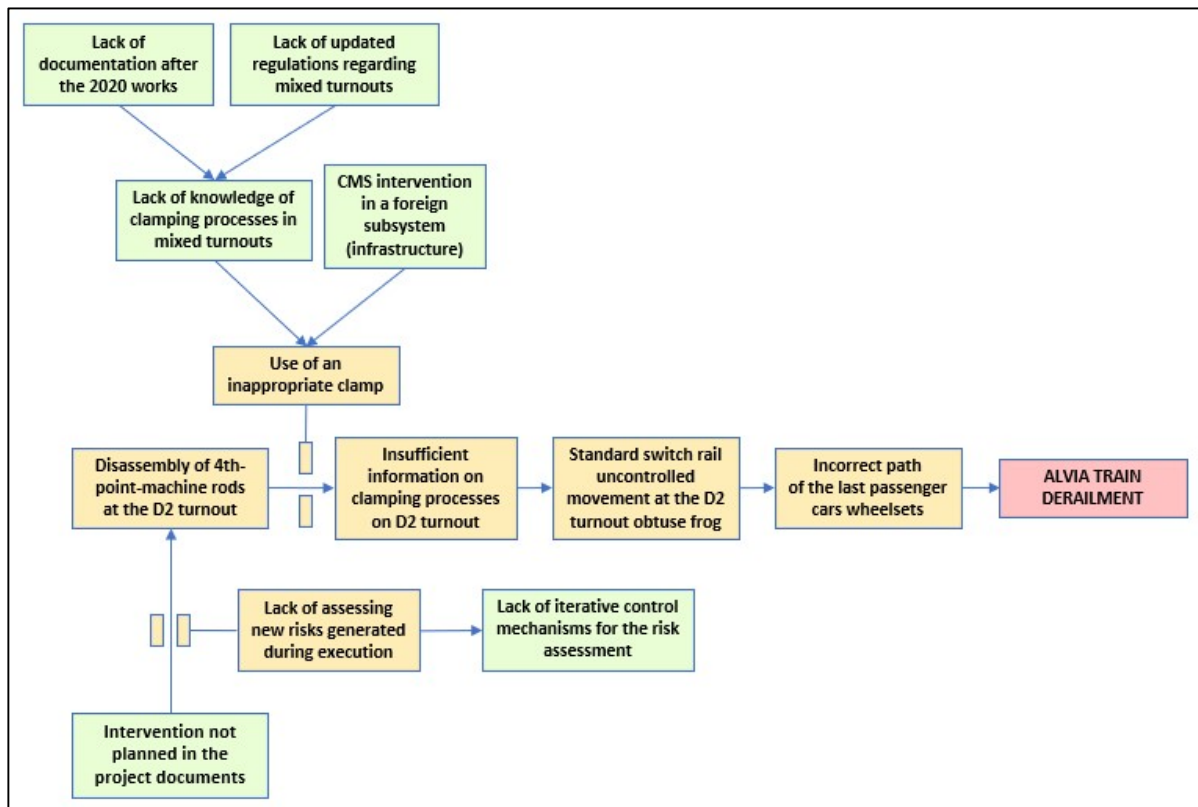 Lack of
documentation after
the 2020 works
Lack of updated
regulations regarding
mixed turnouts
Lack of knowledge of
clamping processes in
mixed turnouts
CMS intervention
in a foreign
subsystem
(infrastructure)
Use of an
inappropriate clamp
Disassembly of 4th-
point-machine rods
at the D2 turnout
Insufficient
information on
clamping processes
on D2 turnout
Standard switch rail
uncontrolled
movement at the D2
turnout obtuse frog
Incorrect path
of the last passenger
cars wheelsets
ALVIA TRAIN
DERAILMENT
Lack of assessing
new risks generated
during execution
Lack of iterative control
mechanisms for the risk
assessment
Intervention not
planned in the
project documents